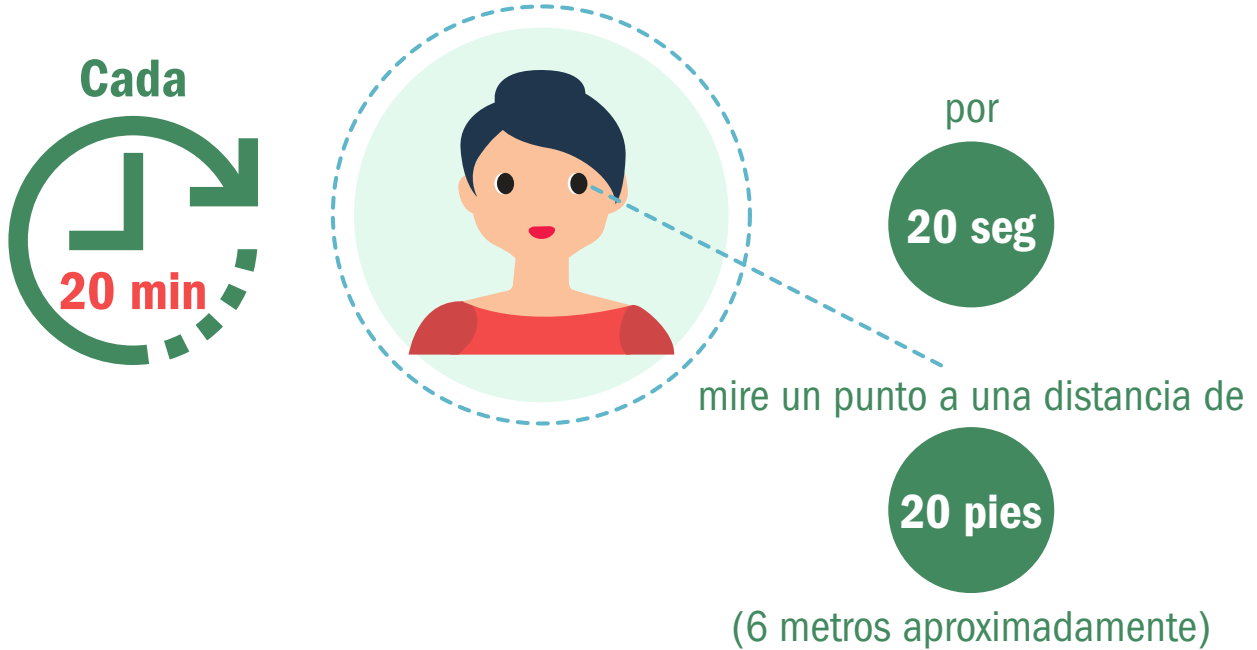 Cada
20 min
por
20 seg
mire un punto a una distancia de
20 pies
(6 metros aproximadamente)